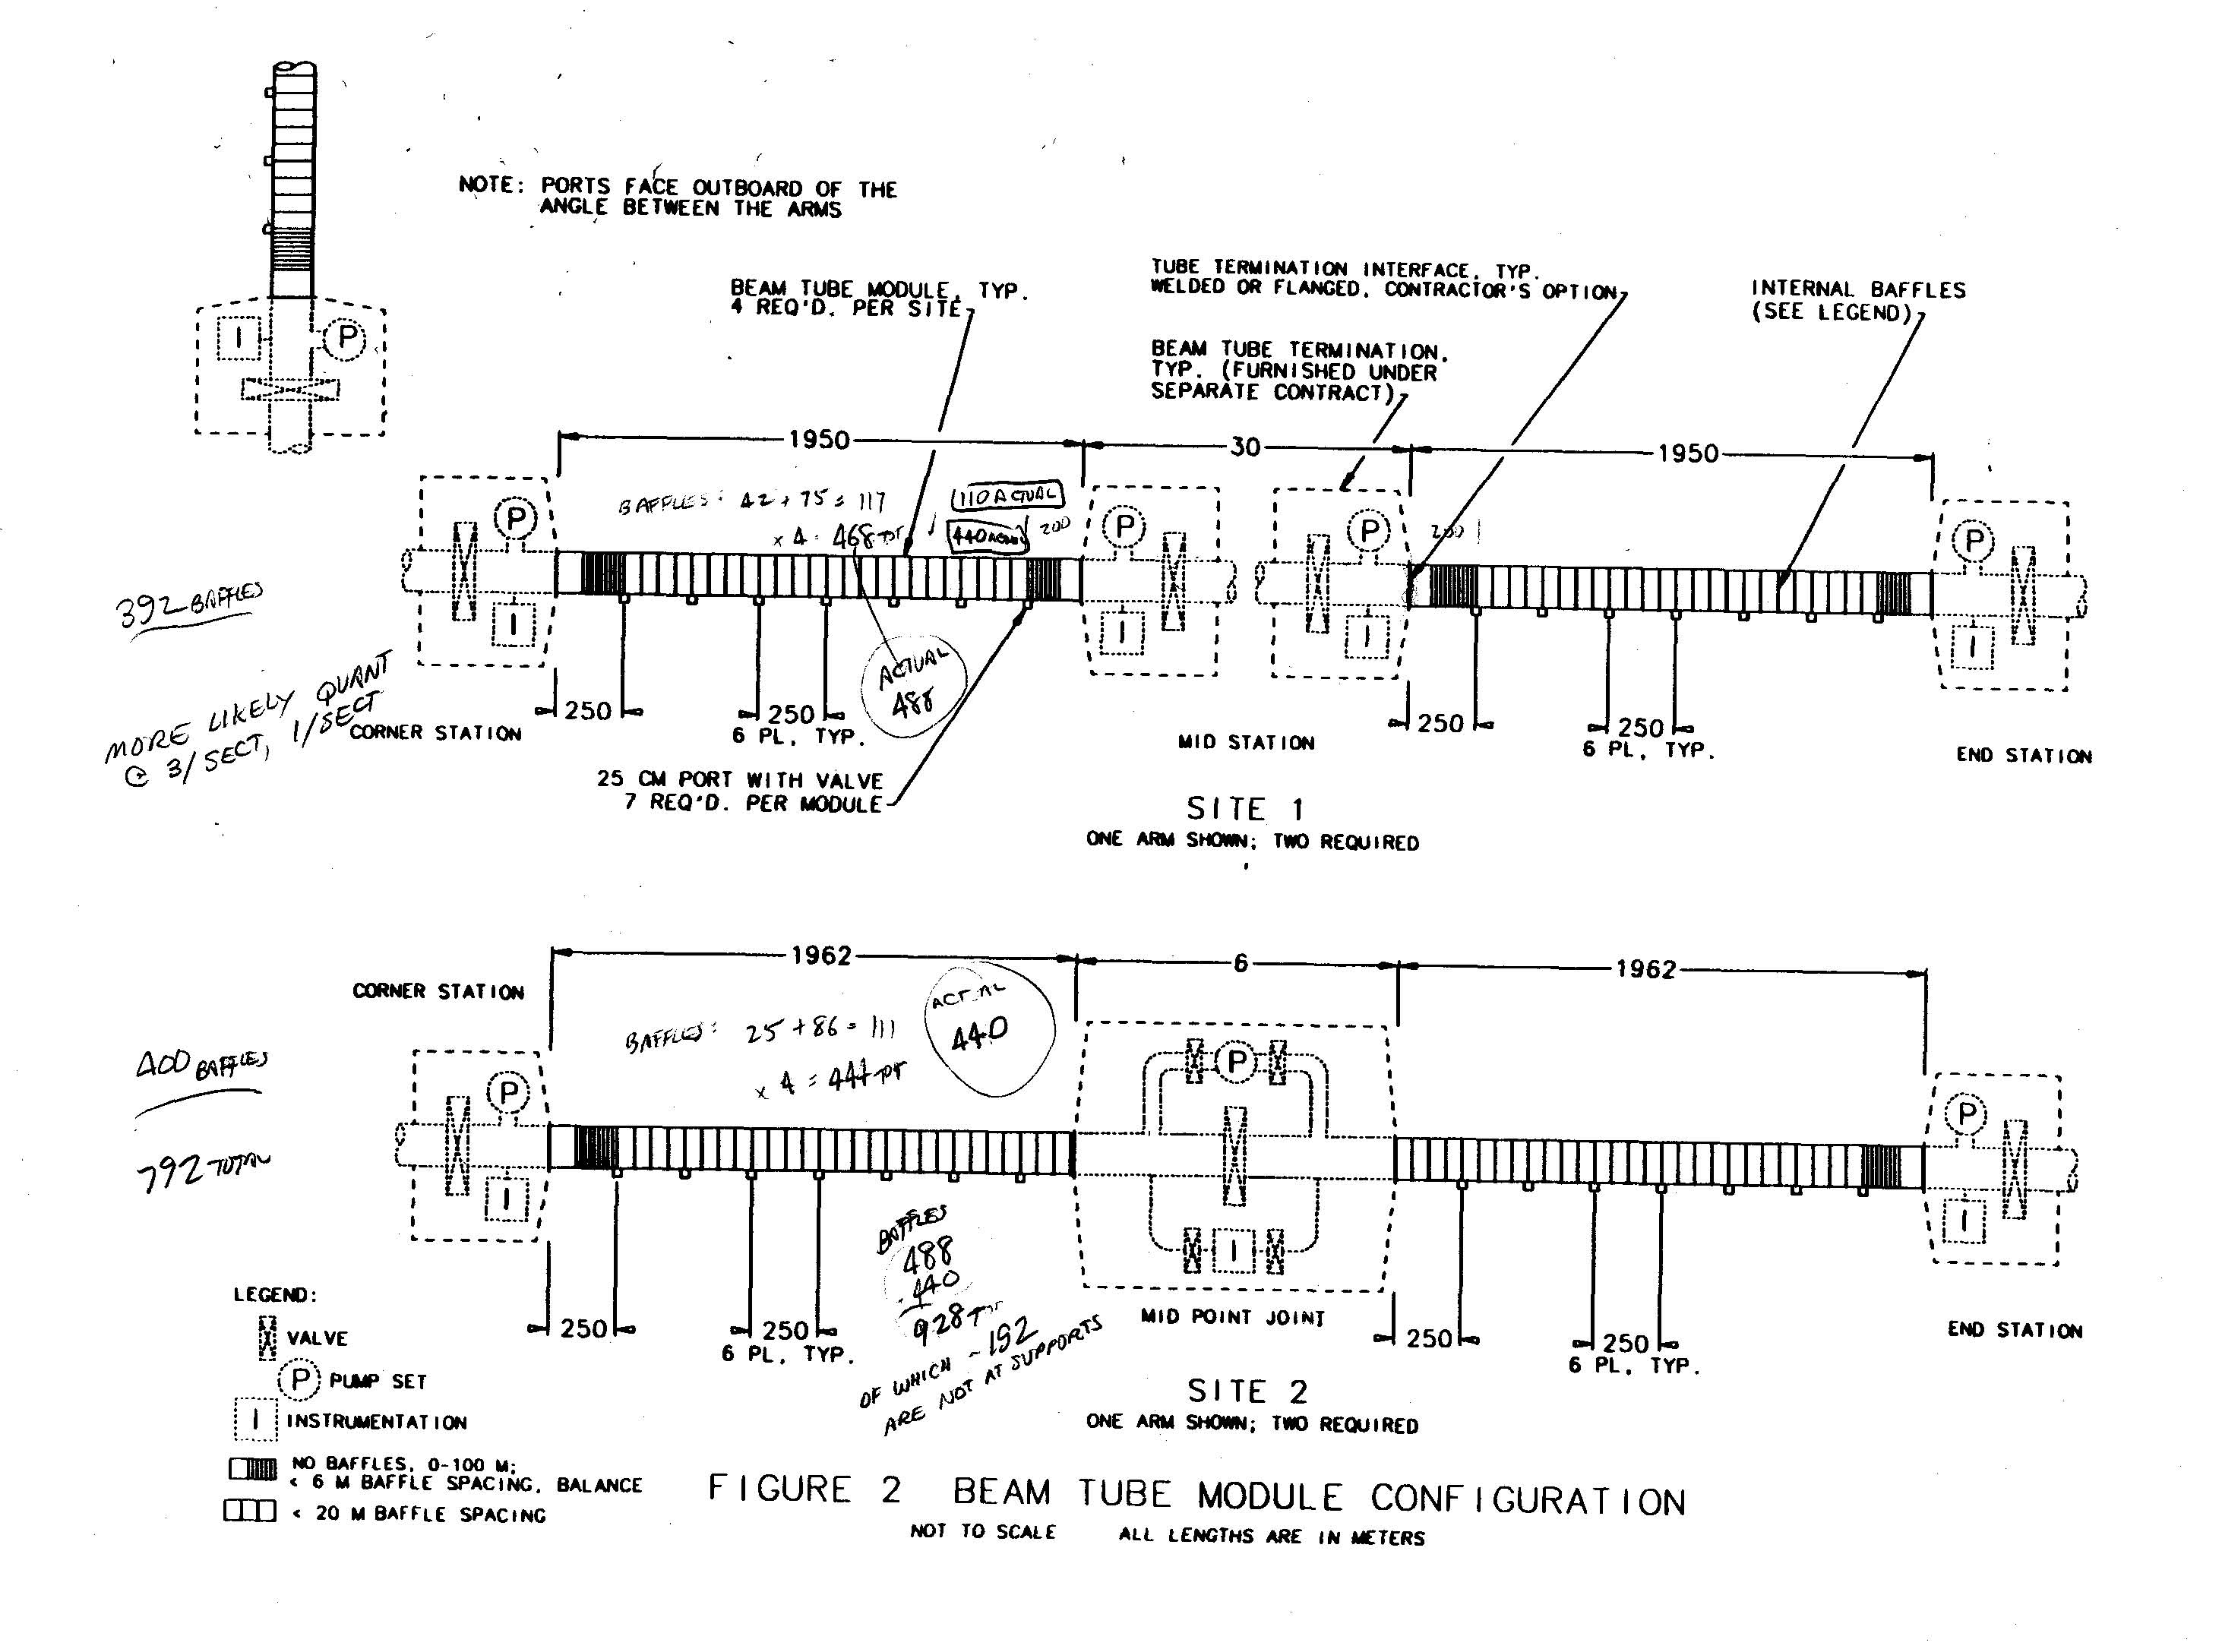 NOTE: PORTS FACE OUTBOARD OF THE
ANGLE BETWEEN THE ARMS
BEAM TUBE MODULE, TYP.
4 REQ'D. PER SITE
TUBE TERMINATION INTERFACE, TYP.
WELDED OR FLANGED, CONTRACTOR'S OPTION
BEAM TUBE TERMINATION,
TYP. (FURNISHED UNDER
SEPARATE CONTRACT)
INTERNAL BAFFLES
(SEE LEGEND)
I
P
1950
30
1950
BAFFLES: 42 + 75 = 117
× 4 = 468 TOT
110 ACTUAL
440 ACTUAL
200
200
P
P
P
P
I
I
I
I
392 BAFFLES
MORE LIKELY QUANT
@ 3/SECT, 1/SECT
ACTUAL
488
250
250
6 PL, TYP.
250
250
6 PL, TYP.
CORNER STATION
MID STATION
END STATION
25 CM PORT WITH VALVE
7 REQ'D. PER MODULE
SITE 1
ONE ARM SHOWN; TWO REQUIRED
1962
6
1962
CORNER STATION
BAFFLES: 25 + 86 = 111
× 4 = 444 TOT
ACTUAL
440
400 BAFFLES
792 TOTAL
P
P
P
I
I
I
BAFFLES
488
440
928 TOT
OF WHICH ~192
ARE NOT AT SUPPORTS
250
250
6 PL, TYP.
250
250
6 PL, TYP.
MID POINT JOINT
END STATION
SITE 2
ONE ARM SHOWN; TWO REQUIRED
LEGEND:
VALVE
P PUMP SET
I INSTRUMENTATION
NO BAFFLES, 0-100 M;
< 6 M BAFFLE SPACING, BALANCE
< 20 M BAFFLE SPACING
FIGURE 2 BEAM TUBE MODULE CONFIGURATION
NOT TO SCALE ALL LENGTHS ARE IN METERS